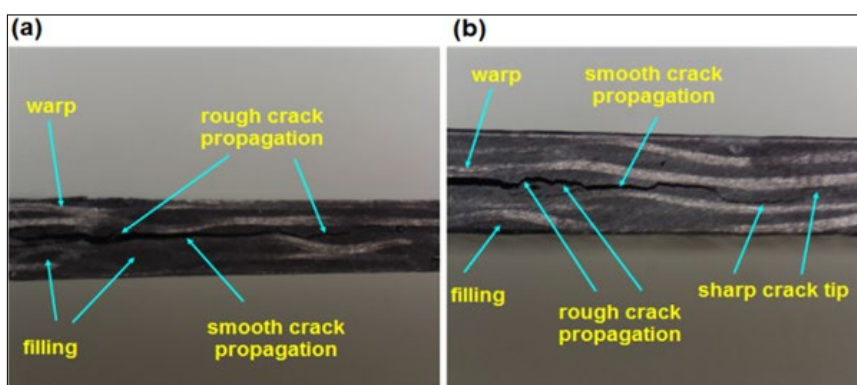 (a)
warp
rough crack
propagation
filling
smooth crack
propagation
(b)
warp
smooth crack
propagation
filling
rough crack
propagation
sharp crack tip